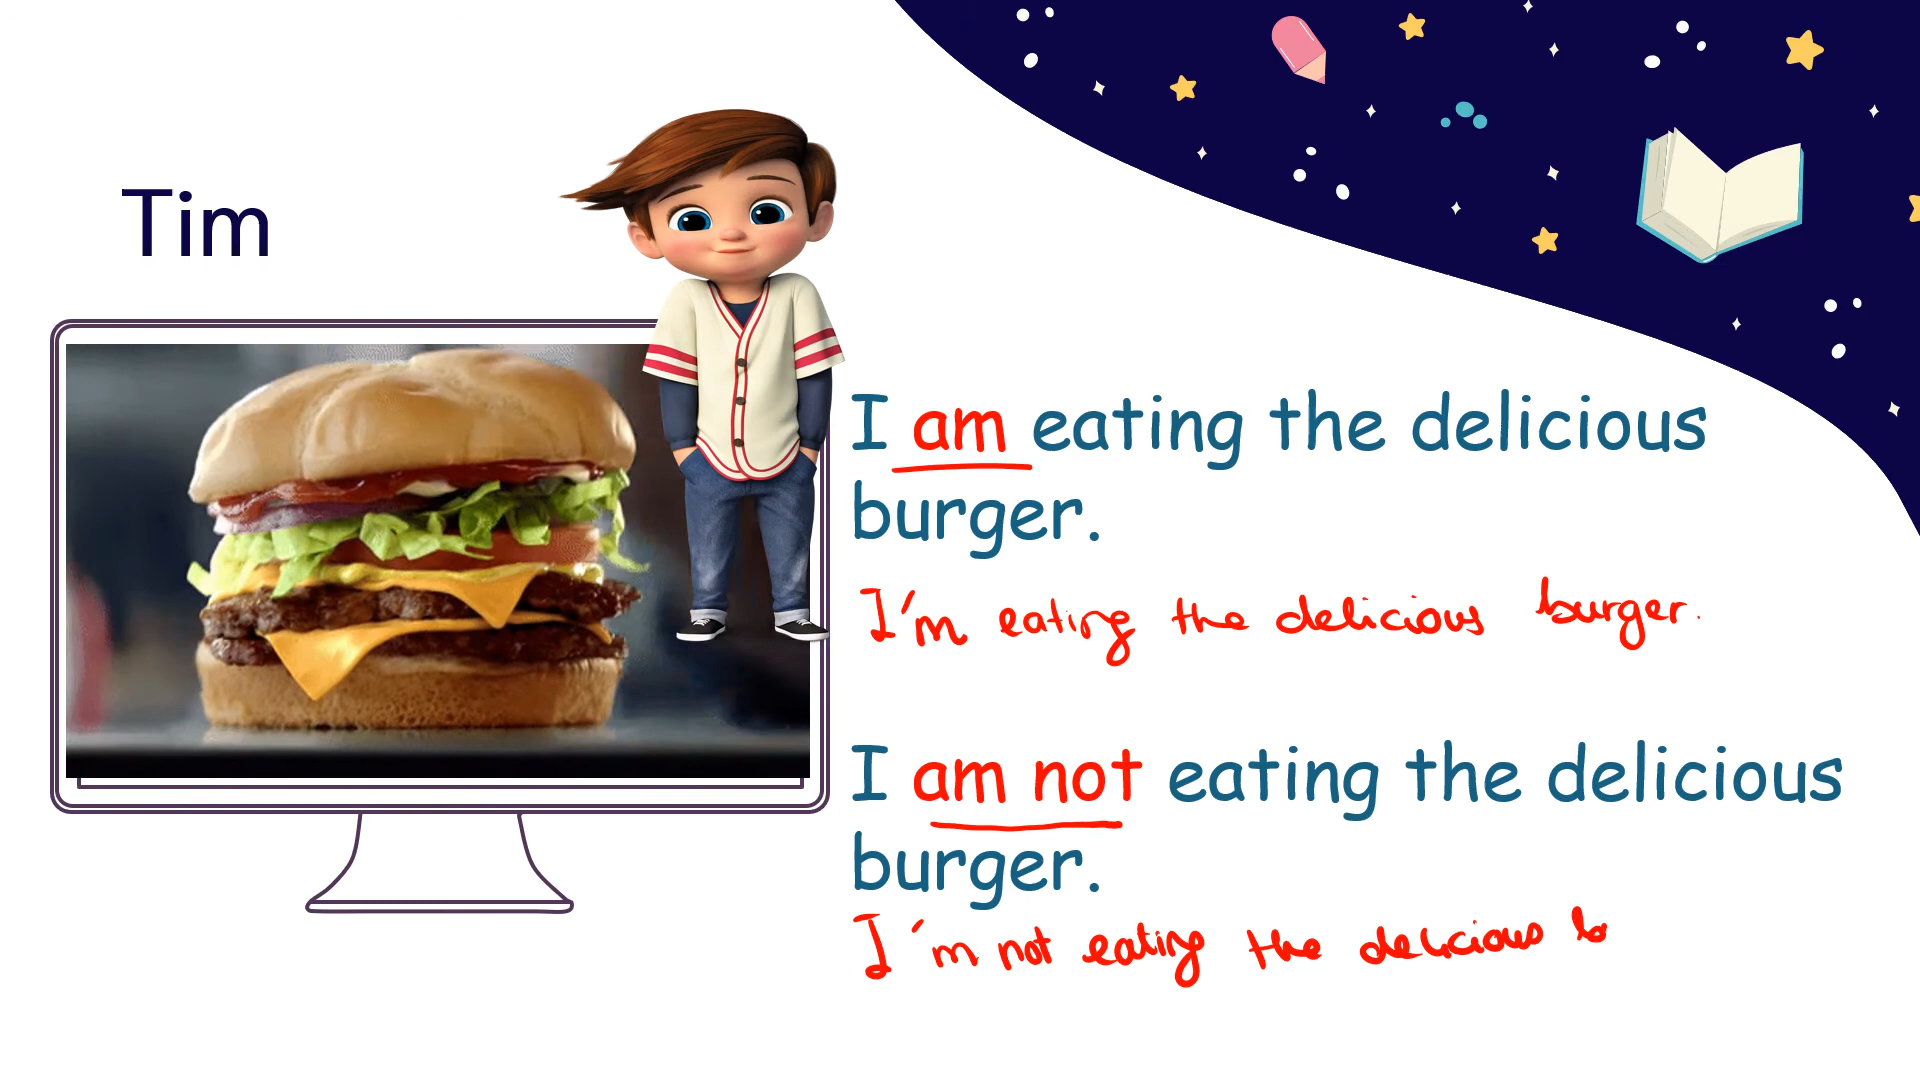 Tim
I am eating the delicious
burger.
I'm eating the delicious burger.
I am not eating the delicious
burger.
I'm not eating the delicious b